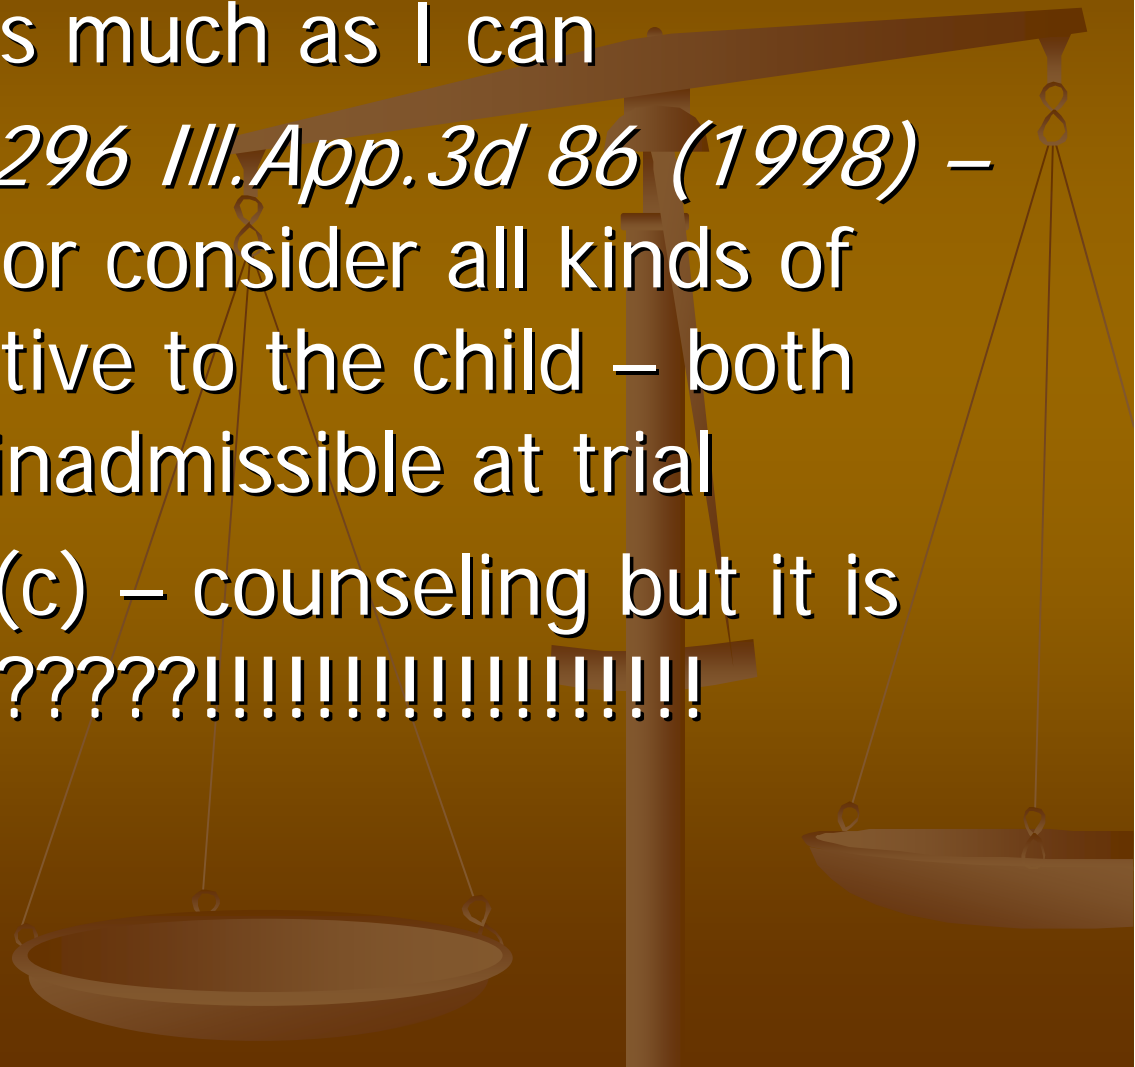 s much as I can
296 Ill.App.3d 86 (1998) –
or consider all kinds of
tive to the child – both
inadmissible at trial
(c) – counseling but it is
?????!!!!!!!!!!!!!!!!!!